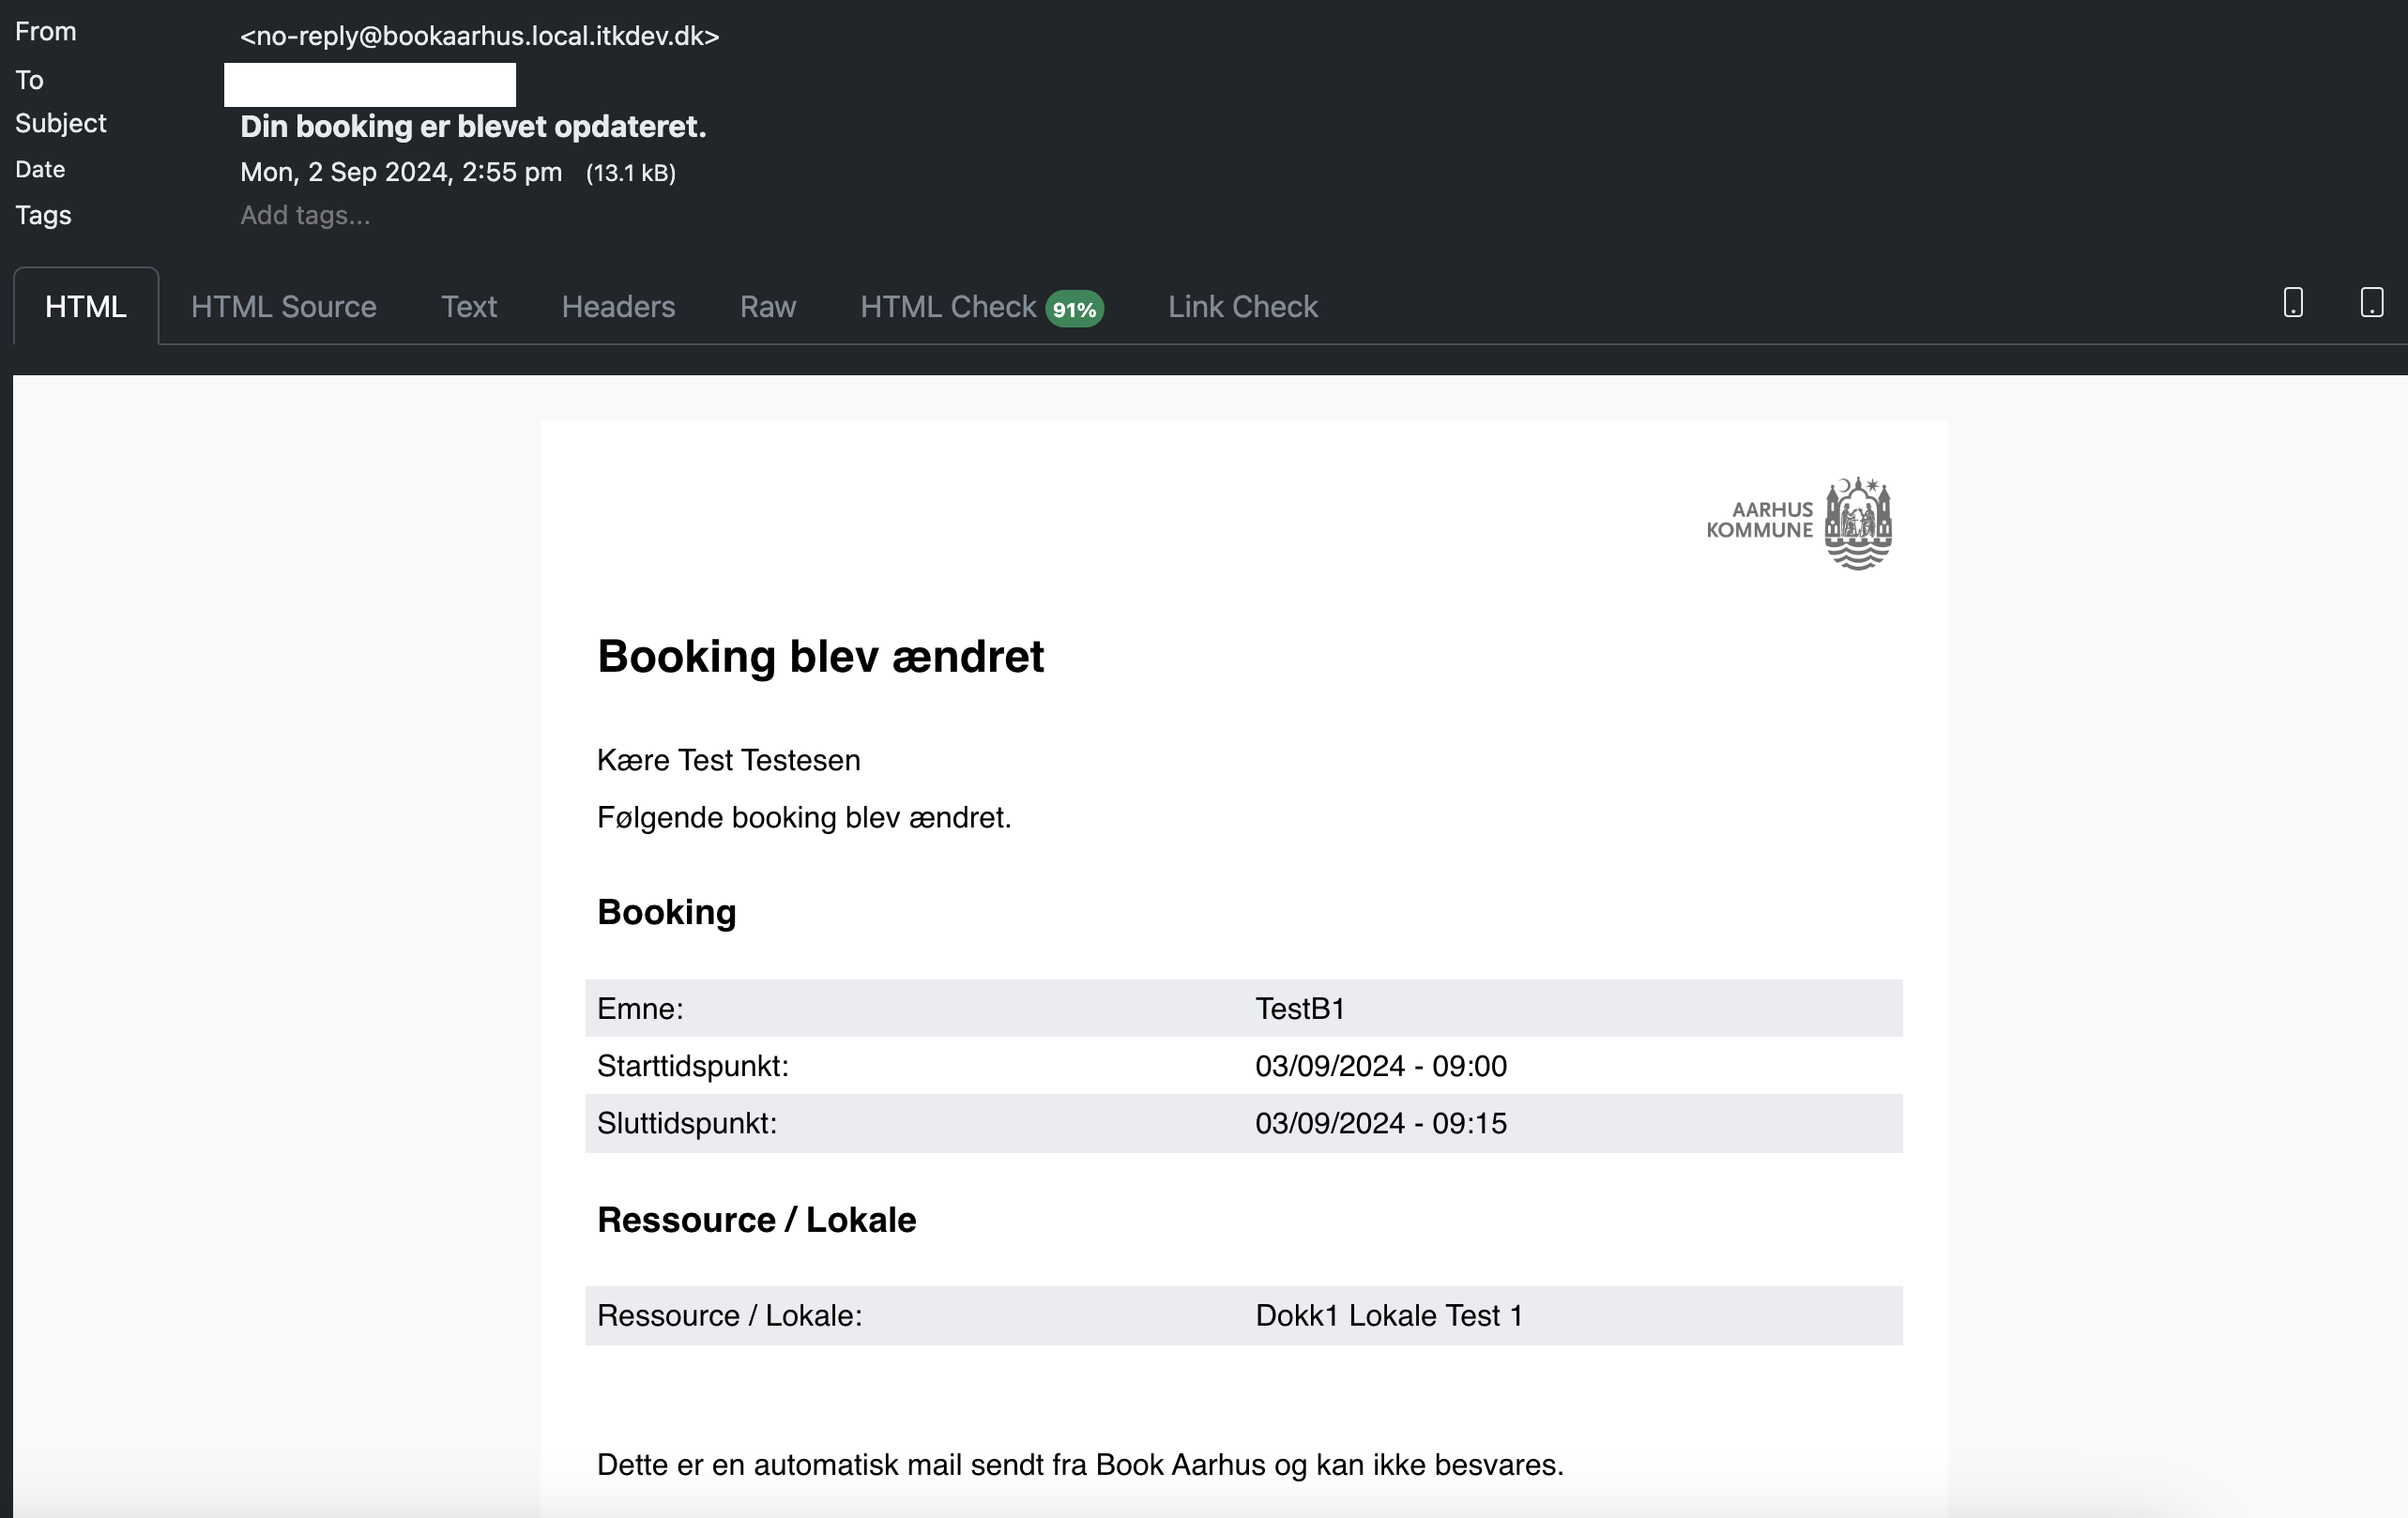 From <no-reply@bookaarhus.local.itkdev.dk>
To
Subject Din booking er blevet opdateret.
Date Mon, 2 Sep 2024, 2:55 pm (13.1 kB)
Tags Add tags...
HTML HTML Source Text Headers Raw HTML Check 91% Link Check
AARHUS
KOMMUNE
Booking blev ændret
Kære Test Testesen
Følgende booking blev ændret.
Booking
Emne: TestB1
Starttidspunkt: 03/09/2024 - 09:00
Sluttidspunkt: 03/09/2024 - 09:15
Ressource / Lokale
Ressource / Lokale: Dokk1 Lokale Test 1
Dette er en automatisk mail sendt fra Book Aarhus og kan ikke besvares.